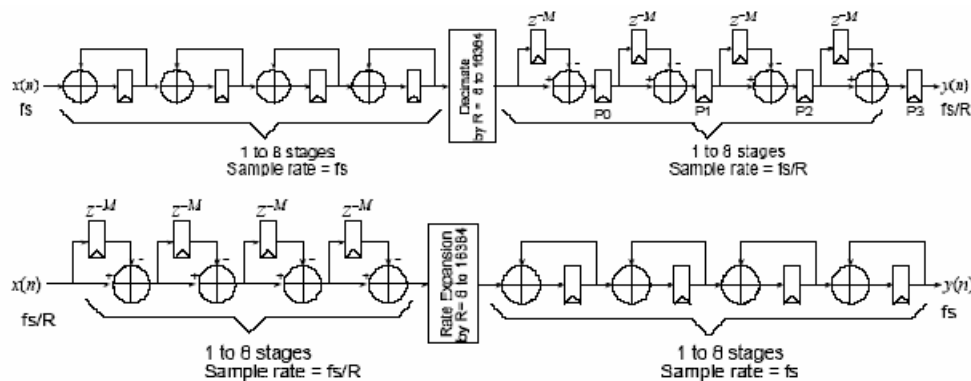 z⁻ᴹ z⁻ᴹ z⁻ᴹ z⁻ᴹ
x(n)
fs
Decimate
by R = 8 to 16384
+ - + - + - + -
P0 P1 P2 P3
y(n)
fs/R
1 to 8 stages
Sample rate = fs
1 to 8 stages
Sample rate = fs/R
z⁻ᴹ z⁻ᴹ z⁻ᴹ z⁻ᴹ
x(n)
fs/R
+ - + - + - + -
Rate Expansion
by R= 8 to 16384
y(n)
fs
1 to 8 stages
Sample rate = fs/R
1 to 8 stages
Sample rate = fs